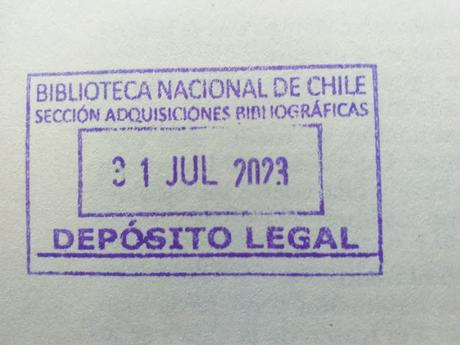 BIBLIOTECA NACIONAL DE CHILE
SECCIÓN ADQUISICIONES BIBLIOGRÁFICAS
31 JUL 2023
DEPÓSITO LEGAL